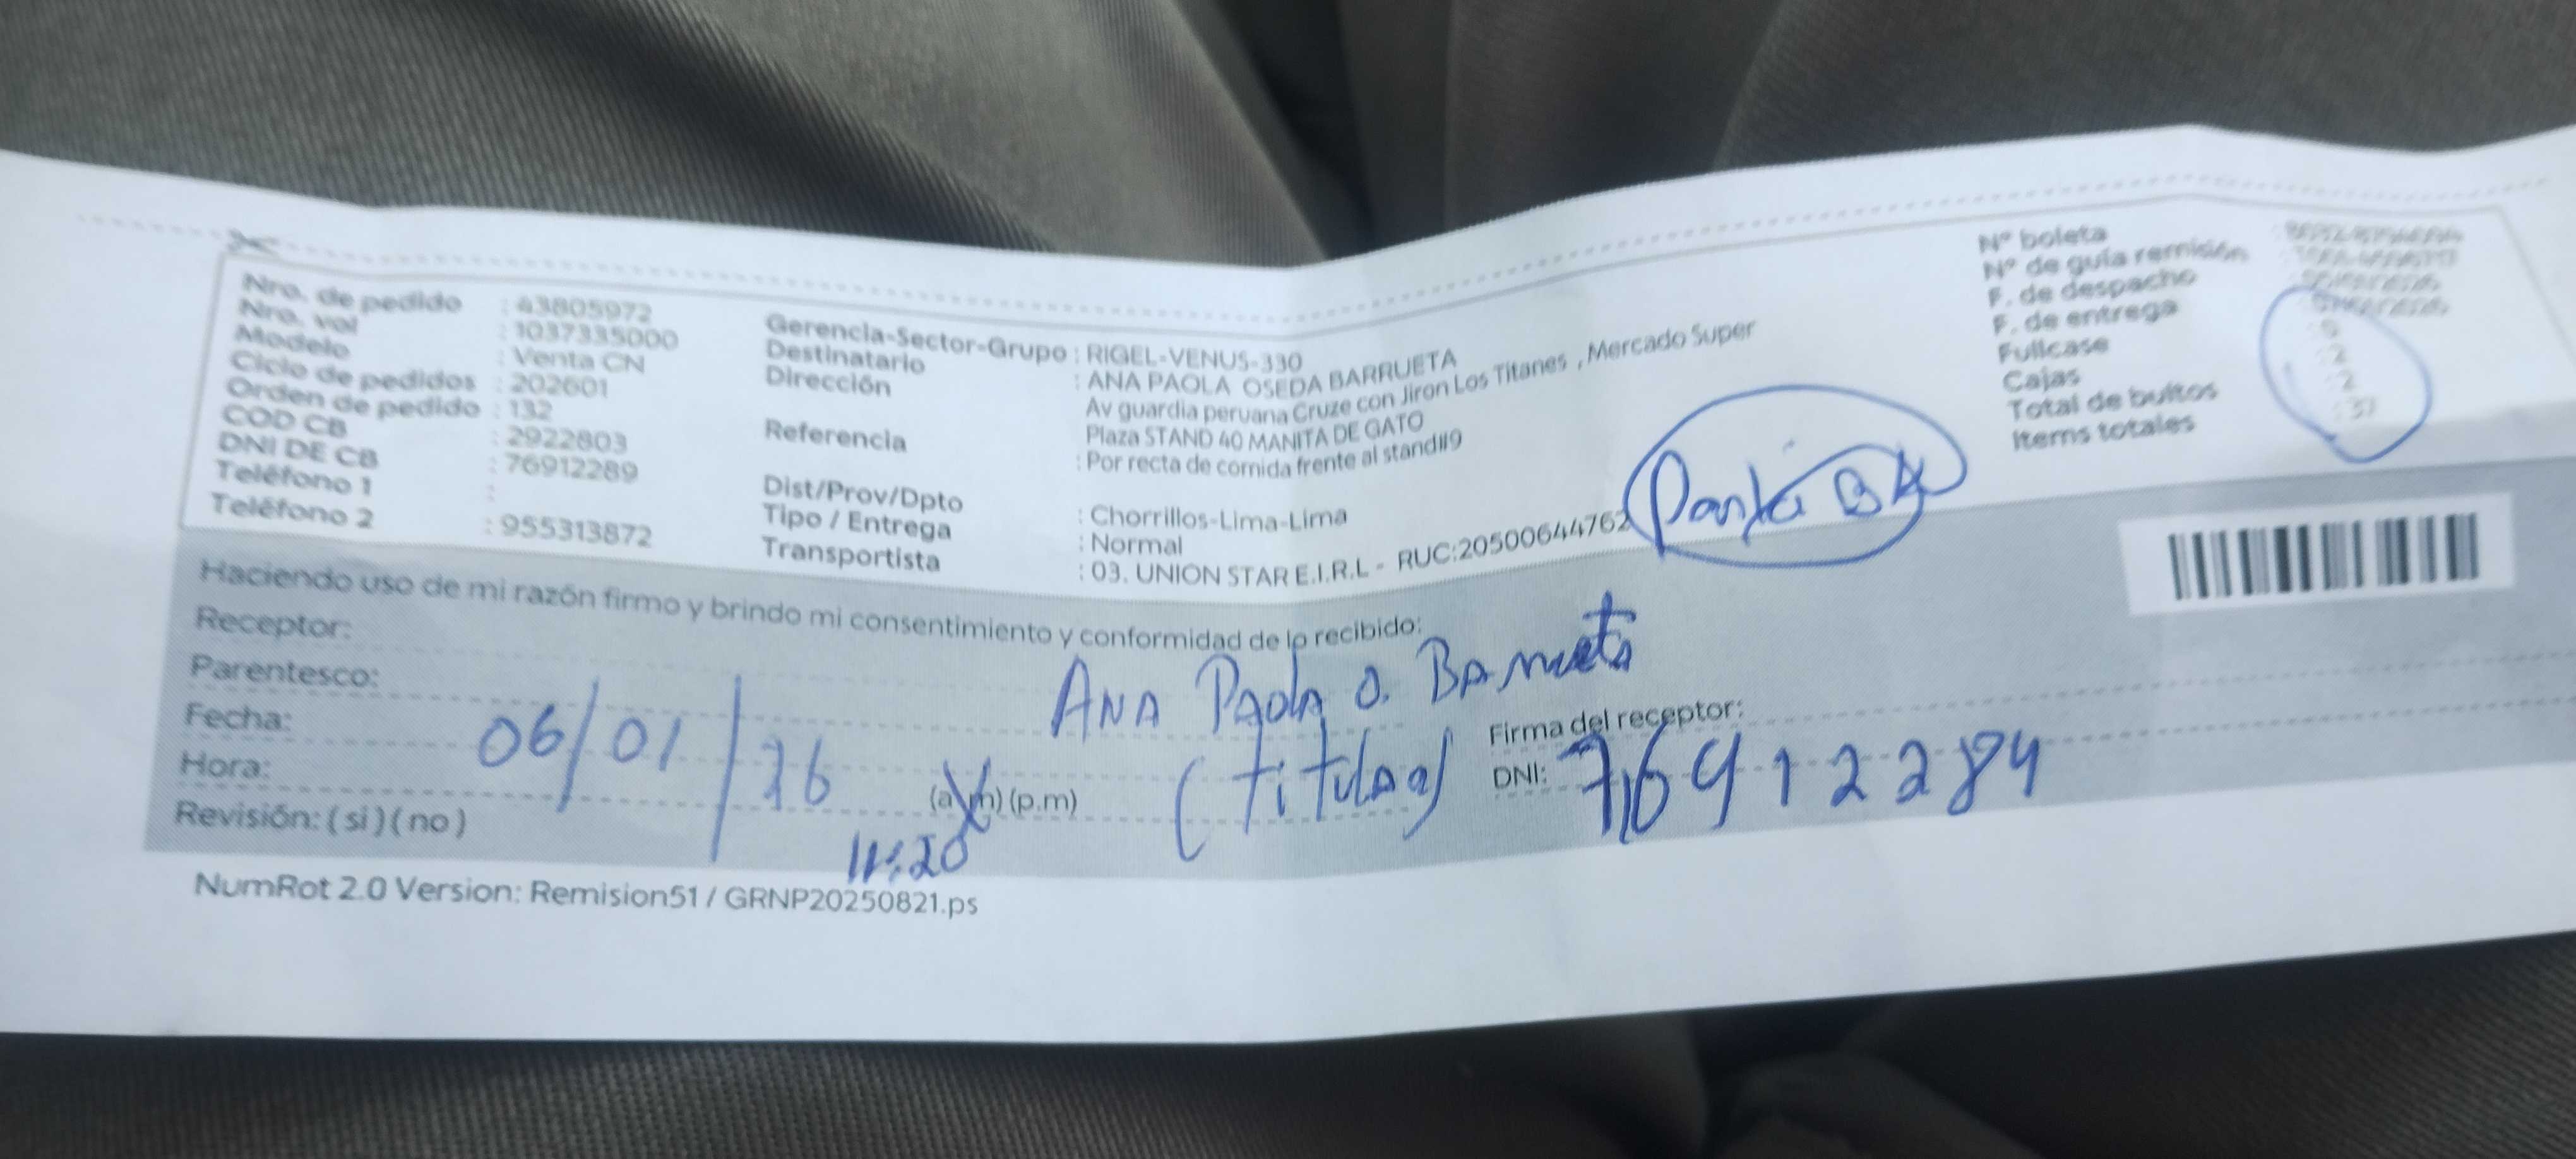 Nro. de pedido : 43805972
Nro. vol : 1037335000
Modelo : Venta CN
Ciclo de pedidos : 202601
Orden de pedido : 132
COD CB : 2922803
DNI DE CB : 76912289
Teléfono 1 :
Teléfono 2 : 955313872
Gerencia-Sector-Grupo : RIGEL-VENUS-330
Destinatario : ANA PAOLA OSEDA BARRUETA
Dirección : Av guardia peruana Cruze con Jiron Los Titanes , Mercado Super
Plaza STAND 40 MANITA DE GATO
Referencia : Por recta de comida frente al stand#9
Dist/Prov/Dpto : Chorrillos-Lima-Lima
Tipo / Entrega : Normal
Transportista : 03. UNION STAR E.I.R.L - RUC:20500644762
N° boleta
N° de guía remisión
F. de despacho
F. de entrega
Fullcase : 0
Cajas : 2
Total de bultos : 2
Items totales : 37
Haciendo uso de mi razón firmo y brindo mi consentimiento y conformidad de lo recibido:
Receptor: ANA PAOLA O. BARRUETA
Parentesco: (titular)
Fecha: 06/01/26
Hora: 11:20 (a.m) (p.m)
Revisión: ( si ) ( no )
Firma del receptor:
DNI: 76912289
NumRot 2.0 Version: Remision51 / GRNP20250821.ps